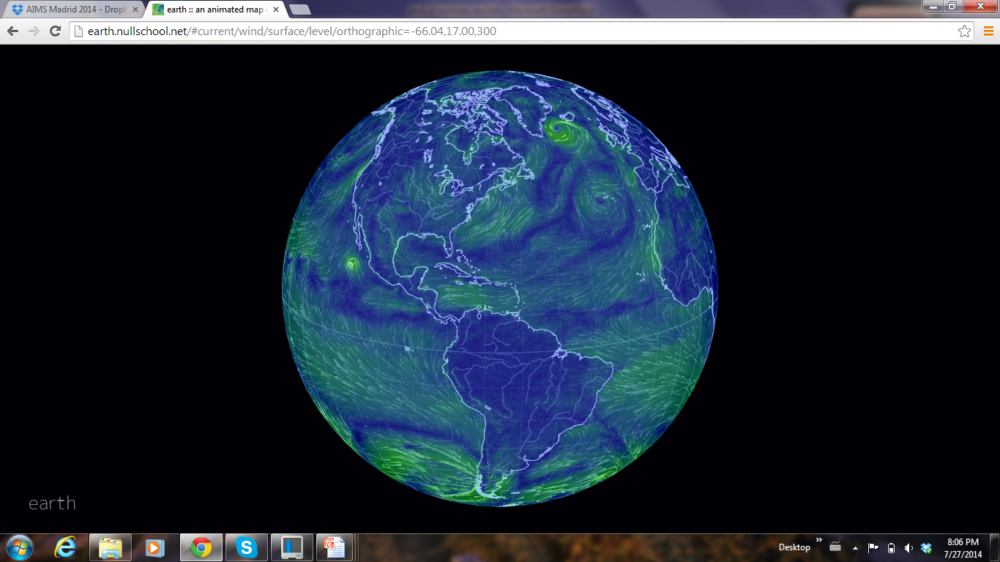 AIMS Madrid 2014 - Dropb
earth :: an animated map
earth.nullschool.net/#current/wind/surface/level/orthographic=-66.04,17.00,300
earth
Desktop
8:06 PM
7/27/2014